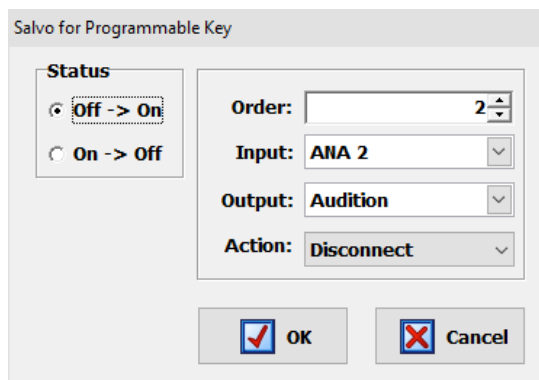 Salvo for Programmable Key
Status
Off -> On
On -> Off
Order: 2
Input: ANA 2
Output: Audition
Action: Disconnect
OK Cancel